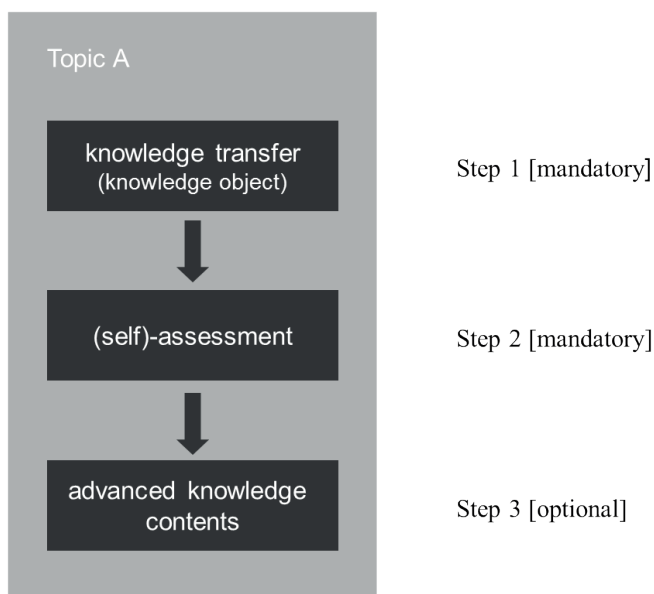 Topic A
knowledge transfer
(knowledge object)
Step 1 [mandatory]
(self)-assessment
Step 2 [mandatory]
advanced knowledge
contents
Step 3 [optional]